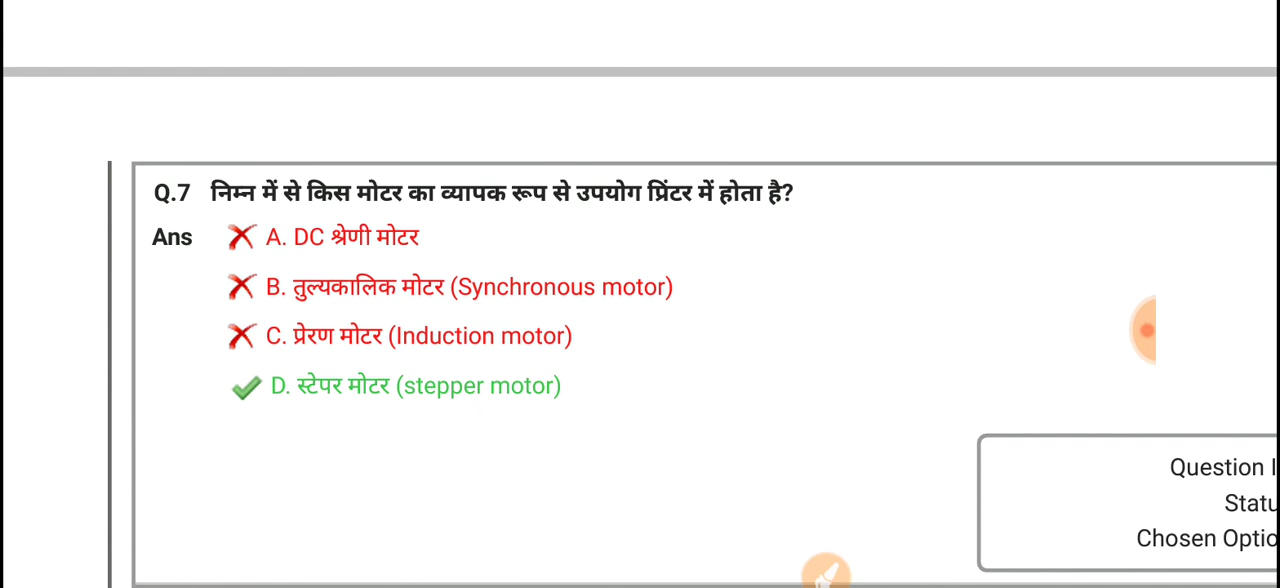 Q.7 निम्न में से किस मोटर का व्यापक रूप से उपयोग प्रिंटर में होता है?
Ans A. DC श्रेणी मोटर
B. तुल्यकालिक मोटर (Synchronous motor)
C. प्रेरण मोटर (Induction motor)
D. स्टेपर मोटर (stepper motor)
Question
Chosen